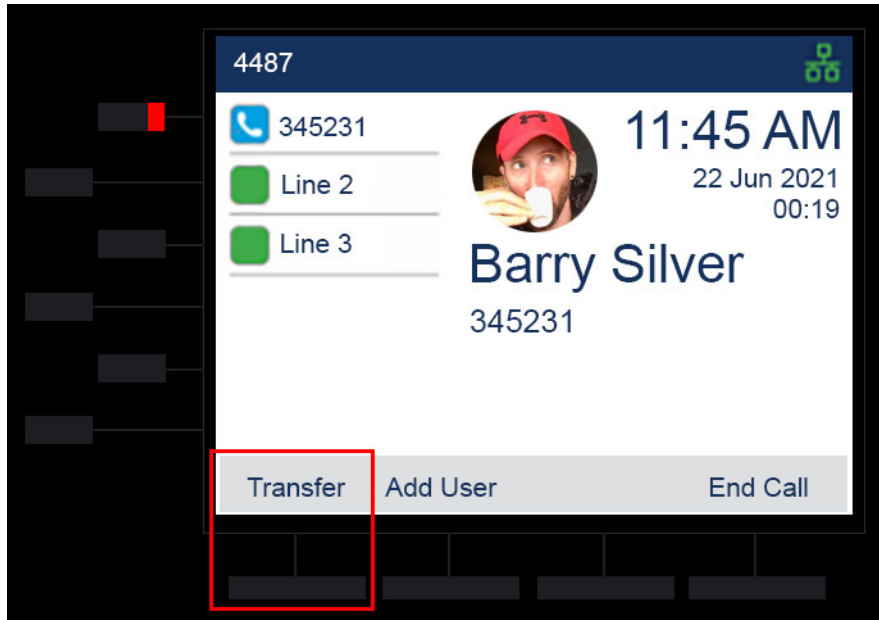 4487
345231
Line 2
Line 3
11:45 AM
22 Jun 2021
00:19
Barry Silver
345231
Transfer Add User End Call